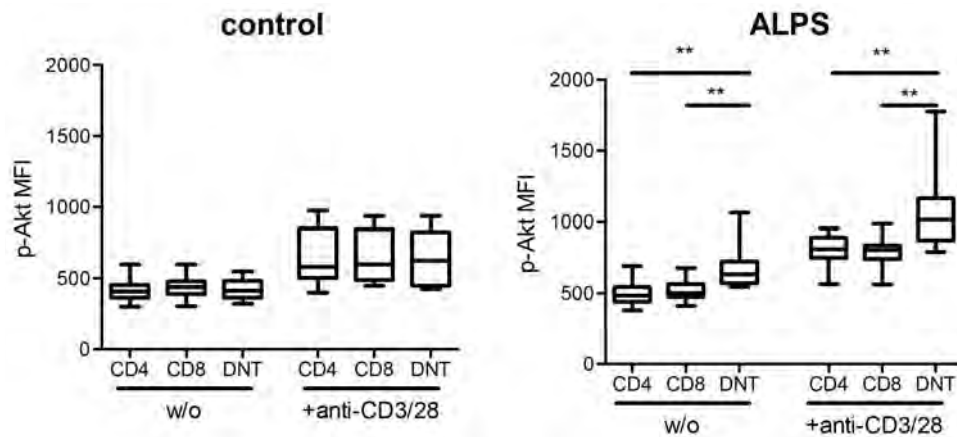 control
p-Akt MFI
2000
1500
1000
500
0
CD4 CD8 DNT CD4 CD8 DNT
w/o +anti-CD3/28
ALPS
p-Akt MFI
2000
1500
1000
500
0
** **
** **
CD4 CD8 DNT CD4 CD8 DNT
w/o +anti-CD3/28